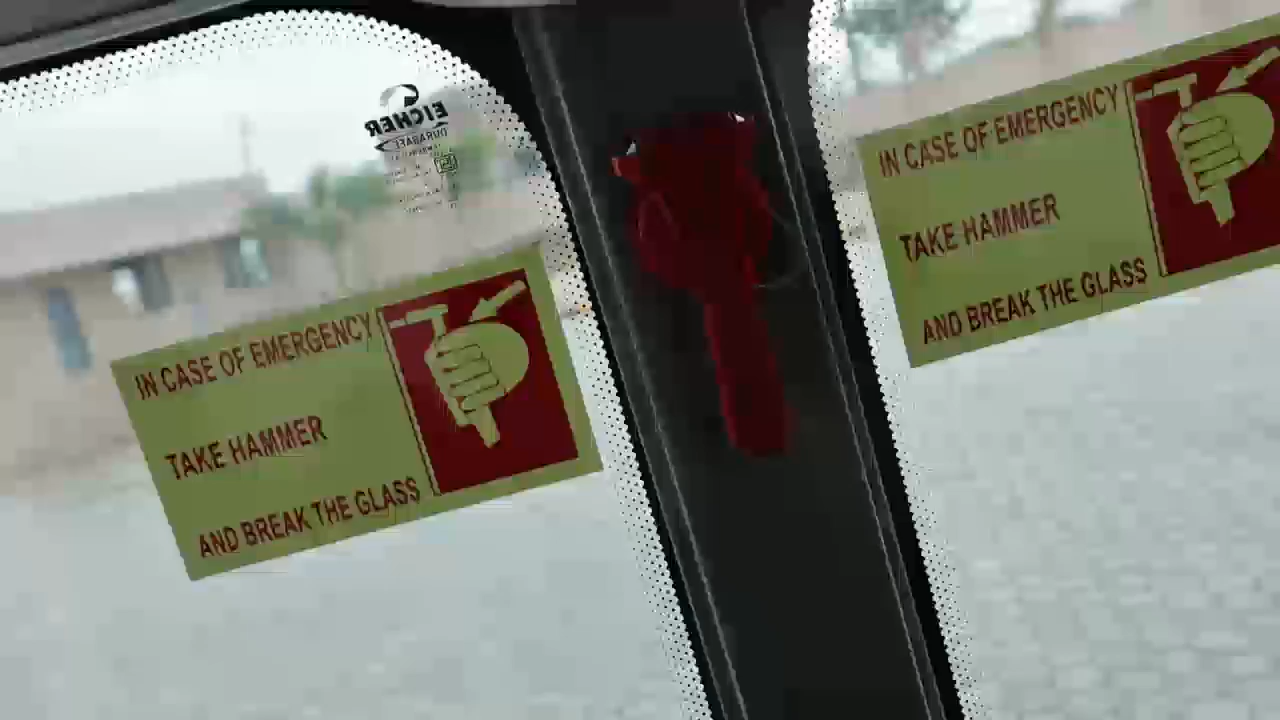 EICHER
IN CASE OF EMERGENCY
TAKE HAMMER
AND BREAK THE GLASS
IN CASE OF EMERGENCY
TAKE HAMMER
AND BREAK THE GLASS